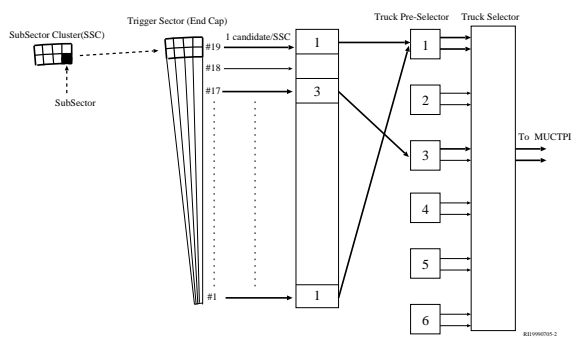 SubSector Cluster(SSC)
SubSector
Trigger Sector (End Cap)
1 candidate/SSC
#19
#18
#17
#1
1
3
1
Truck Pre-Selector
1
2
3
4
5
6
Truck Selector
To MUCTPI
RI19990705-2